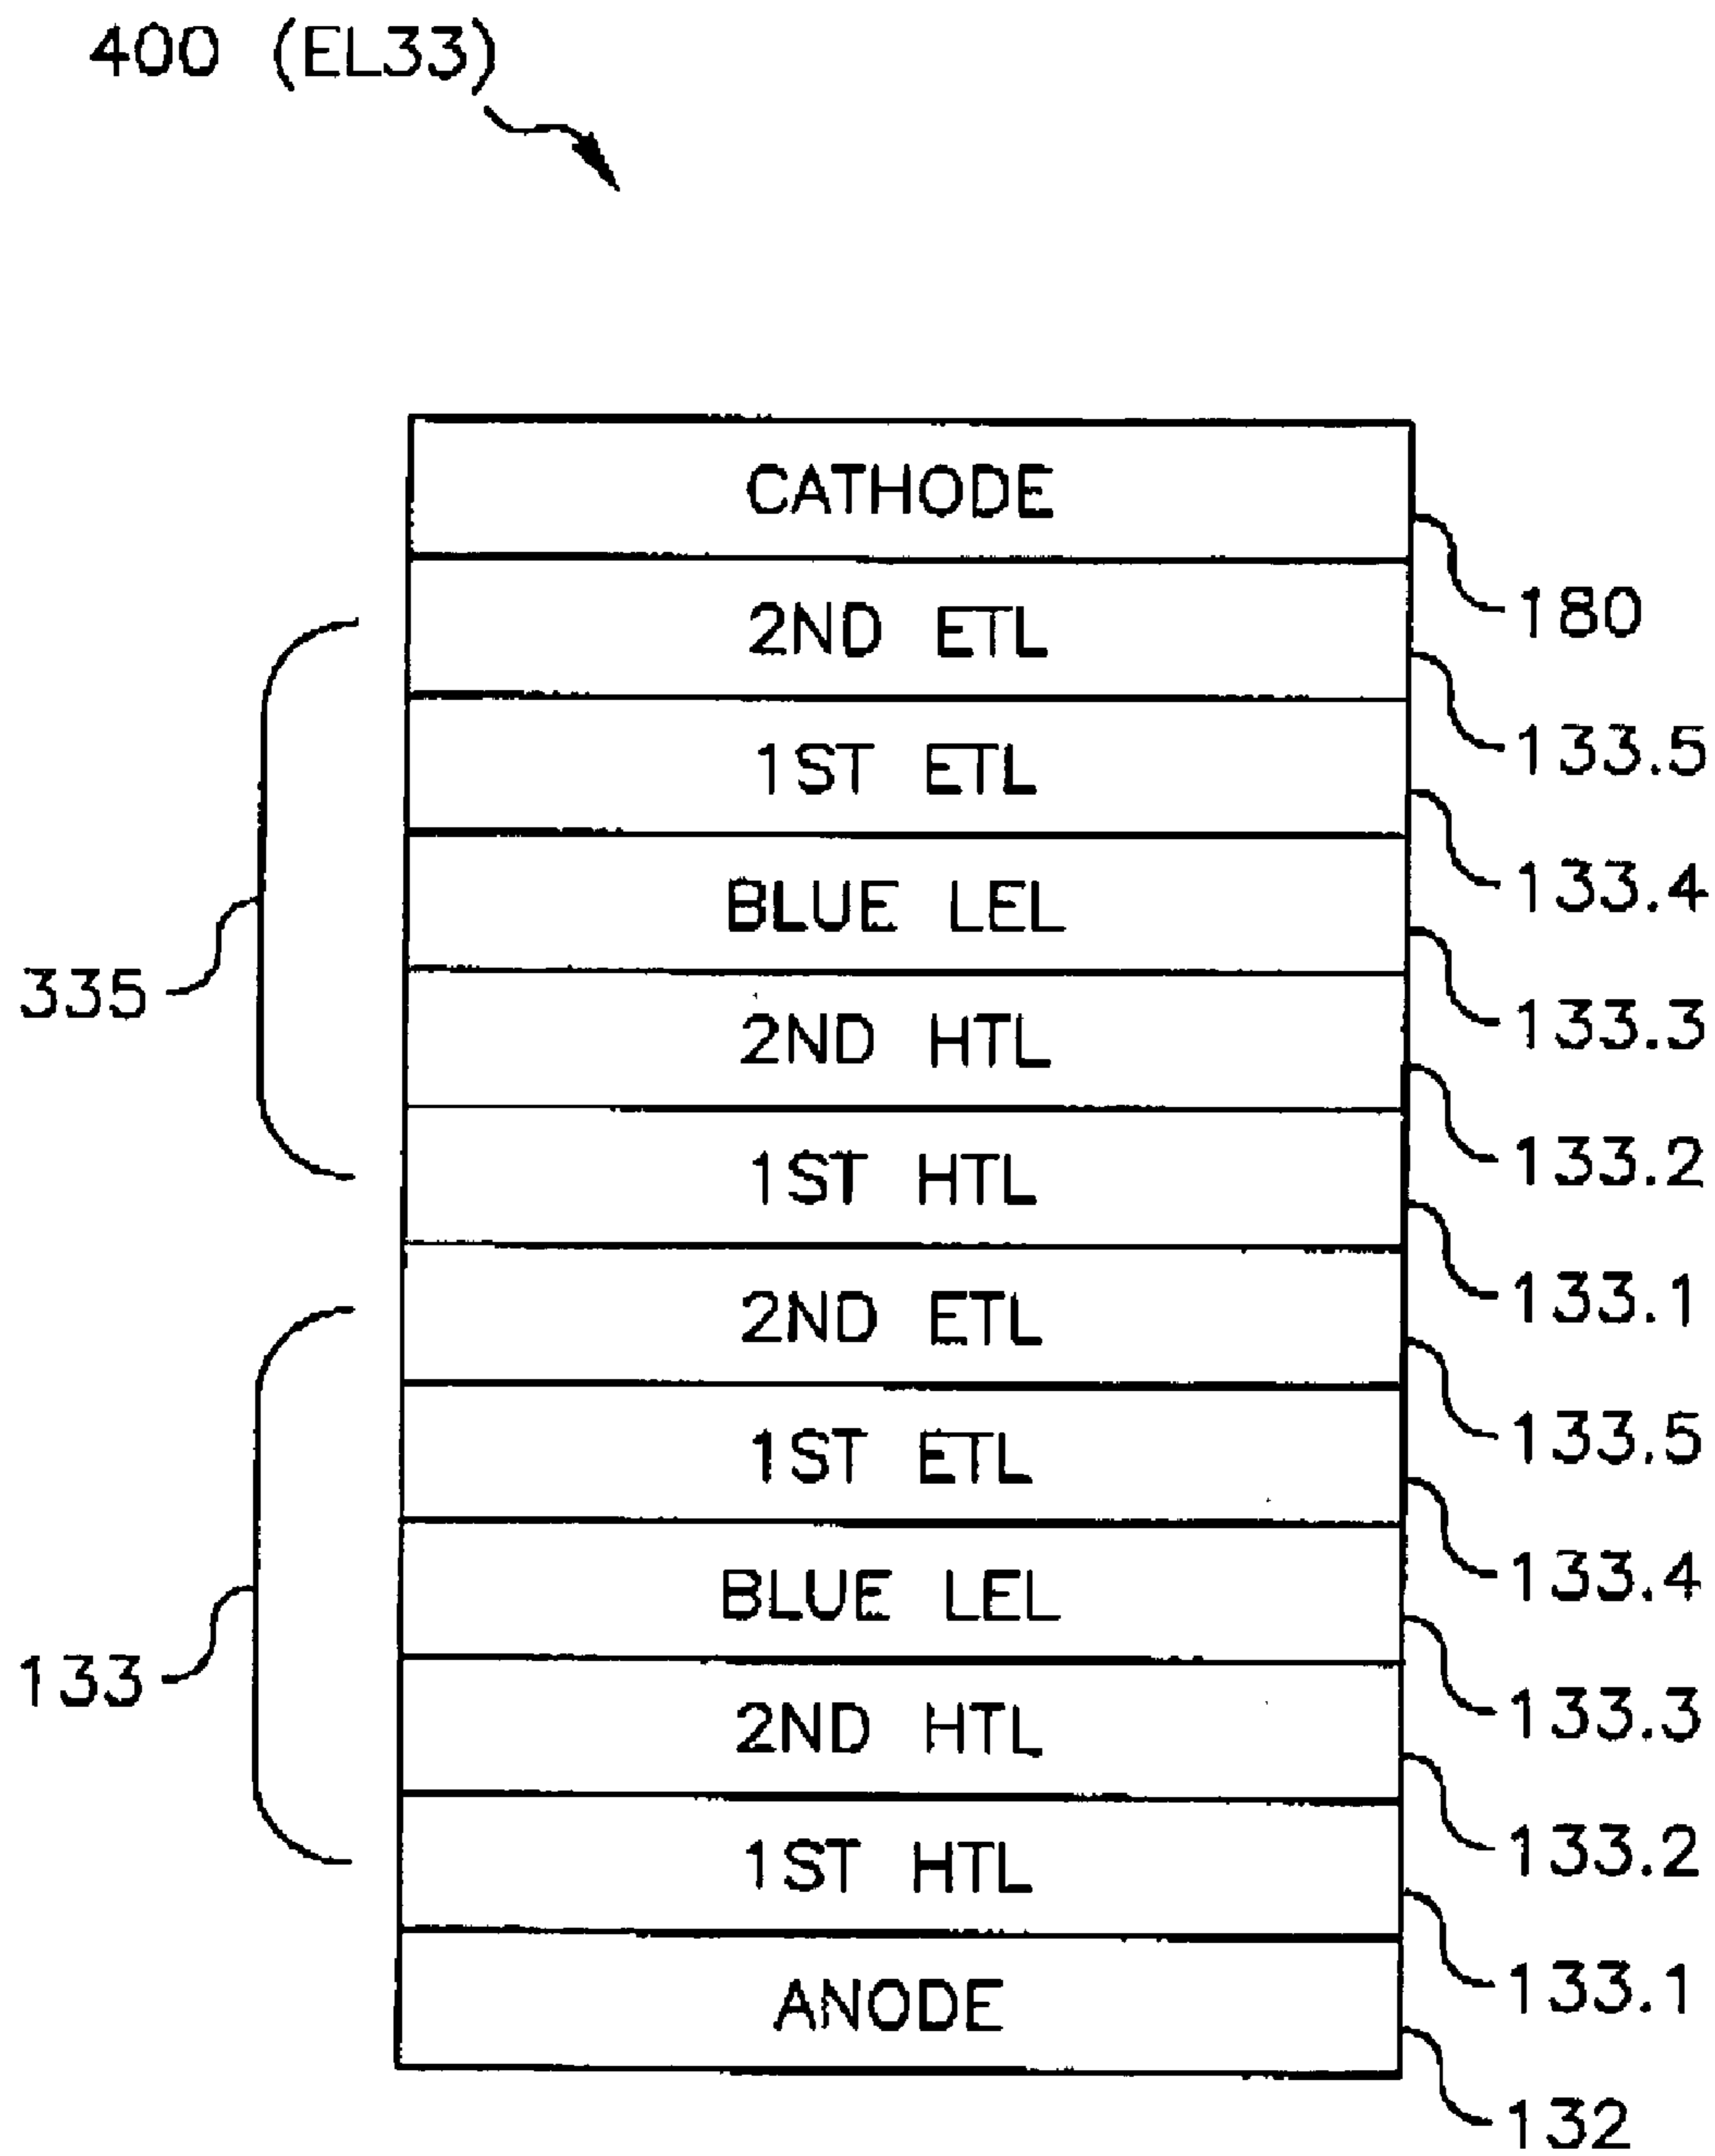 400 (EL33)
CATHODE
180
2ND ETL
133.5
1ST ETL
133.4
BLUE LEL
133.3
335
2ND HTL
133.2
1ST HTL
133.1
2ND ETL
133.5
1ST ETL
133.4
BLUE LEL
133.3
133
2ND HTL
133.2
1ST HTL
133.1
ANODE
132